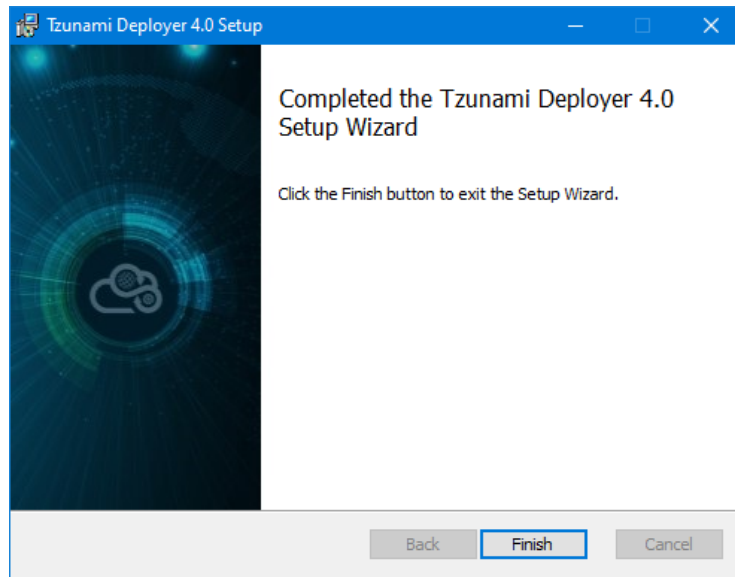 Tzunami Deployer 4.0 Setup
Completed the Tzunami Deployer 4.0
Setup Wizard
Click the Finish button to exit the Setup Wizard.
Back
Finish
Cancel